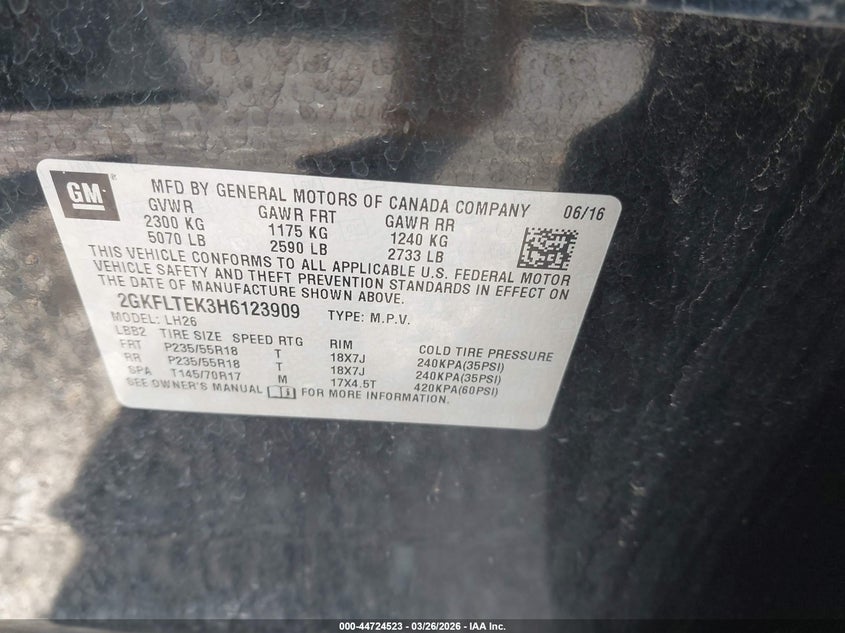 GM
MFD BY GENERAL MOTORS OF CANADA COMPANY 06/16
GVWR GAWR FRT GAWR RR
2300 KG 1175 KG 1240 KG
5070 LB 2590 LB 2733 LB
THIS VEHICLE CONFORMS TO ALL APPLICABLE U.S. FEDERAL MOTOR
VEHICLE SAFETY AND THEFT PREVENTION STANDARDS IN EFFECT ON
THE DATE OF MANUFACTURE SHOWN ABOVE.
2GKFLTEK3H6123909 TYPE: M.P.V.
MODEL: LH26
LBB2 TIRE SIZE SPEED RTG RIM COLD TIRE PRESSURE
FRT P235/55R18 T 18X7J 240KPA(35PSI)
RR P235/55R18 T 18X7J 240KPA(35PSI)
SPA T145/70R17 M 17X4.5T 420KPA(60PSI)
SEE OWNER'S MANUAL FOR MORE INFORMATION.
000-44724523 | 03/26/2026 | IAA Inc.